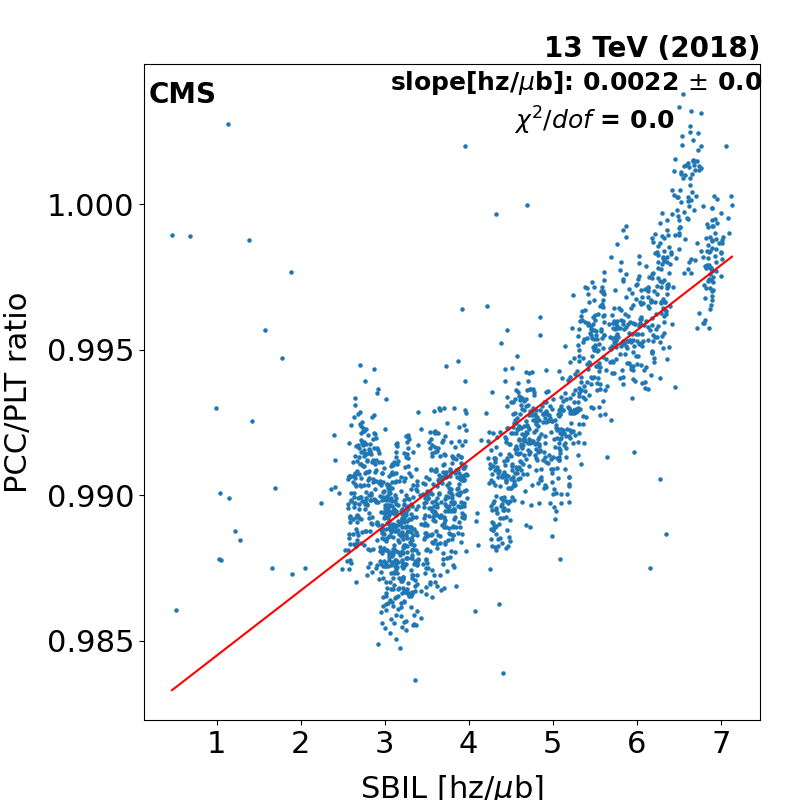 13 TeV (2018)
CMS
slope[hz/μb]: 0.0022 ± 0.0
χ²/dof = 0.0
1.000
0.995
0.990
0.985
PCC/PLT ratio
1 2 3 4 5 6 7
SBIL [hz/μb]